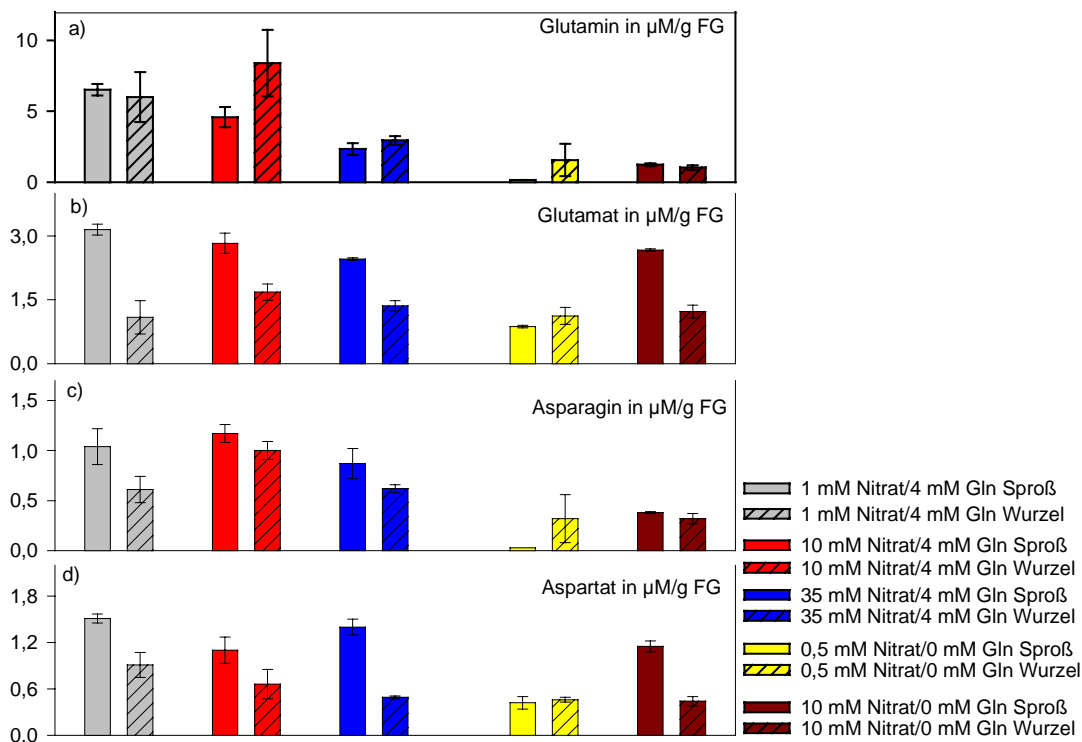 a)
Glutamin in µM/g FG
10
5
0
b)
Glutamat in µM/g FG
3,0
1,5
0,0
c)
Asparagin in µM/g FG
1,5
1,0
0,5
0,0
d)
Aspartat in µM/g FG
1,8
1,2
0,6
0,0
1 mM Nitrat/4 mM Gln Sproß
1 mM Nitrat/4 mM Gln Wurzel
10 mM Nitrat/4 mM Gln Sproß
10 mM Nitrat/4 mM Gln Wurzel
35 mM Nitrat/4 mM Gln Sproß
35 mM Nitrat/4 mM Gln Wurzel
0,5 mM Nitrat/0 mM Gln Sproß
0,5 mM Nitrat/0 mM Gln Wurzel
10 mM Nitrat/0 mM Gln Sproß
10 mM Nitrat/0 mM Gln Wurzel